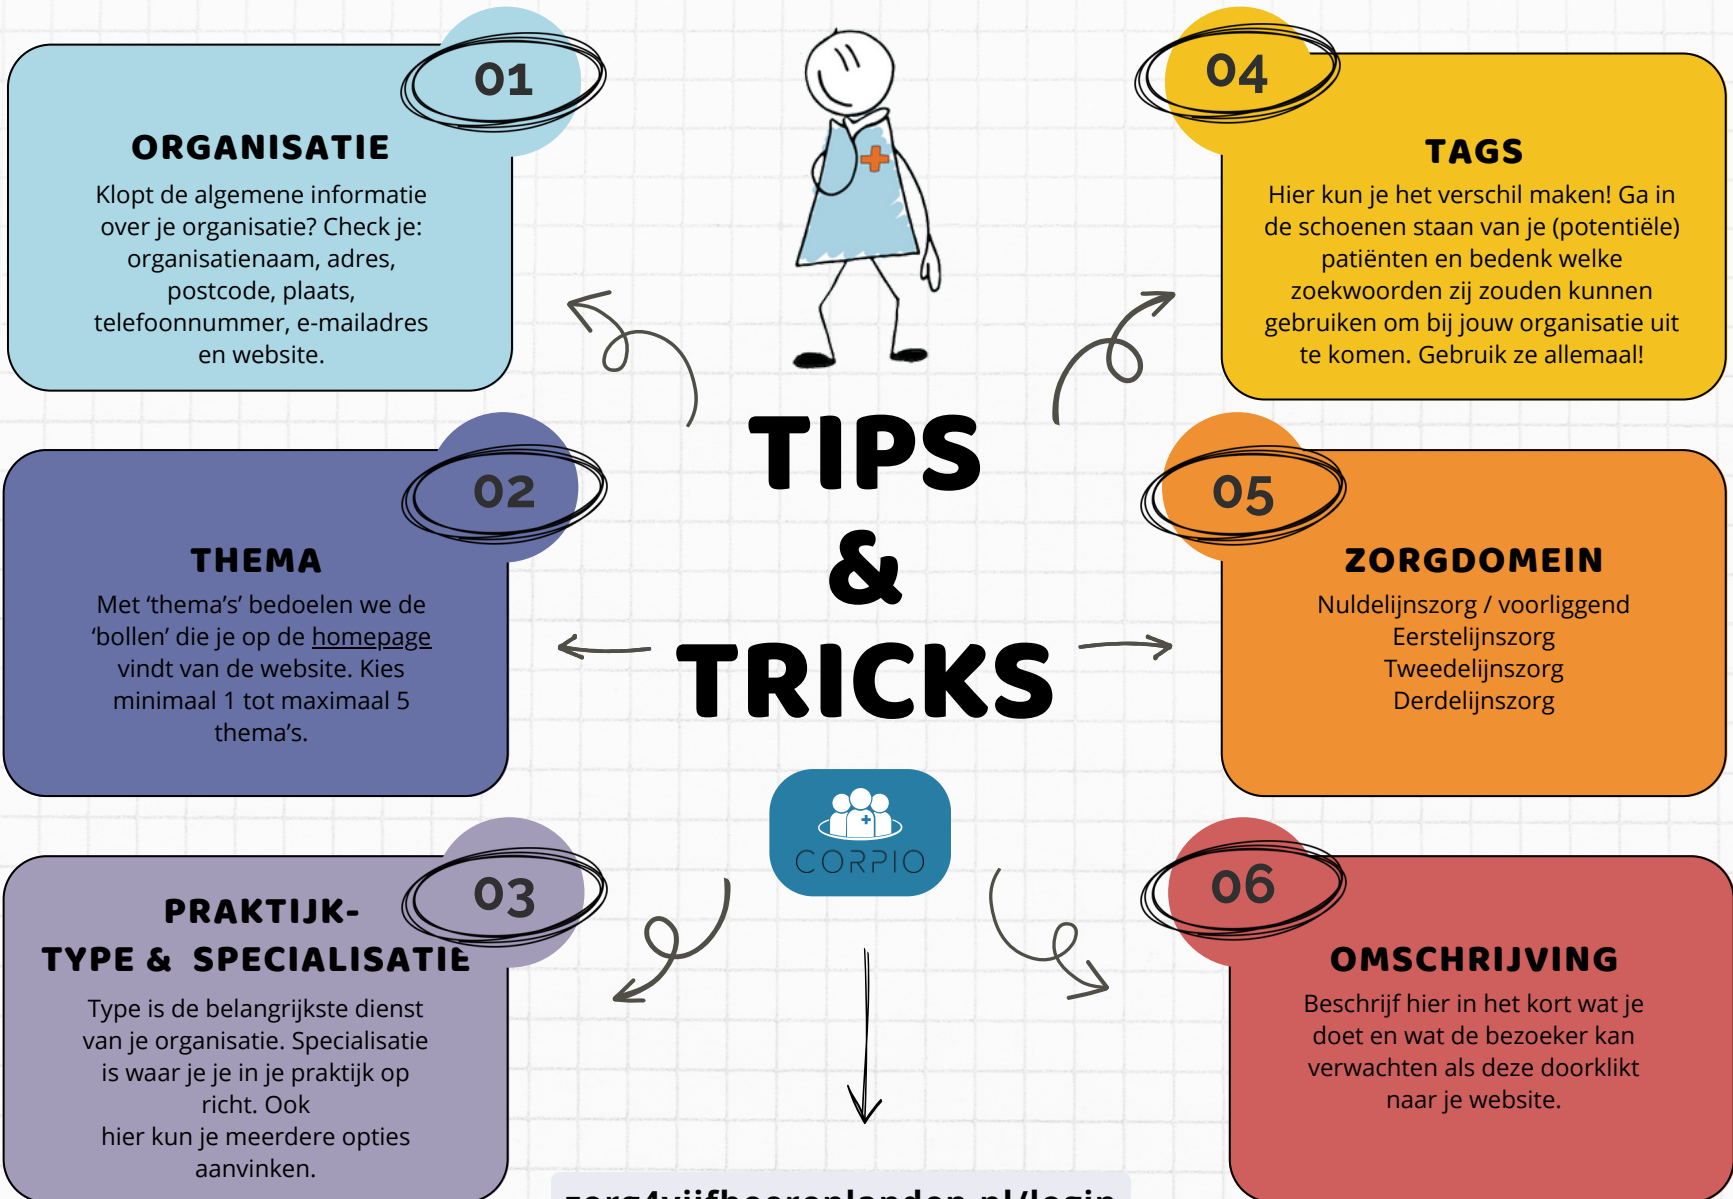 01
ORGANISATIE
Klopt de algemene informatie
over je organisatie? Check je:
organisatienaam, adres,
postcode, plaats,
telefoonnummer, e-mailadres
en website.
02
THEMA
Met ‘thema’s’ bedoelen we de
‘bollen’ die je op de homepage
vindt van de website. Kies
minimaal 1 tot maximaal 5
thema’s.
03
PRAKTIJK-
TYPE & SPECIALISATIE
Type is de belangrijkste dienst
van je organisatie. Specialisatie
is waar je je in je praktijk op
richt. Ook
hier kun je meerdere opties
aanvinken.
TIPS
&
TRICKS
CORPIO
zorg4vijfheerenlanden.nl/login
04
TAGS
Hier kun je het verschil maken! Ga in
de schoenen staan van je (potentiële)
patiënten en bedenk welke
zoekwoorden zij zouden kunnen
gebruiken om bij jouw organisatie uit
te komen. Gebruik ze allemaal!
05
ZORGDOMEIN
Nuldelijnszorg / voorliggend
Eerstelijnszorg
Tweedelijnszorg
Derdelijnszorg
06
OMSCHRIJVING
Beschrijf hier in het kort wat je
doet en wat de bezoeker kan
verwachten als deze doorklikt
naar je website.